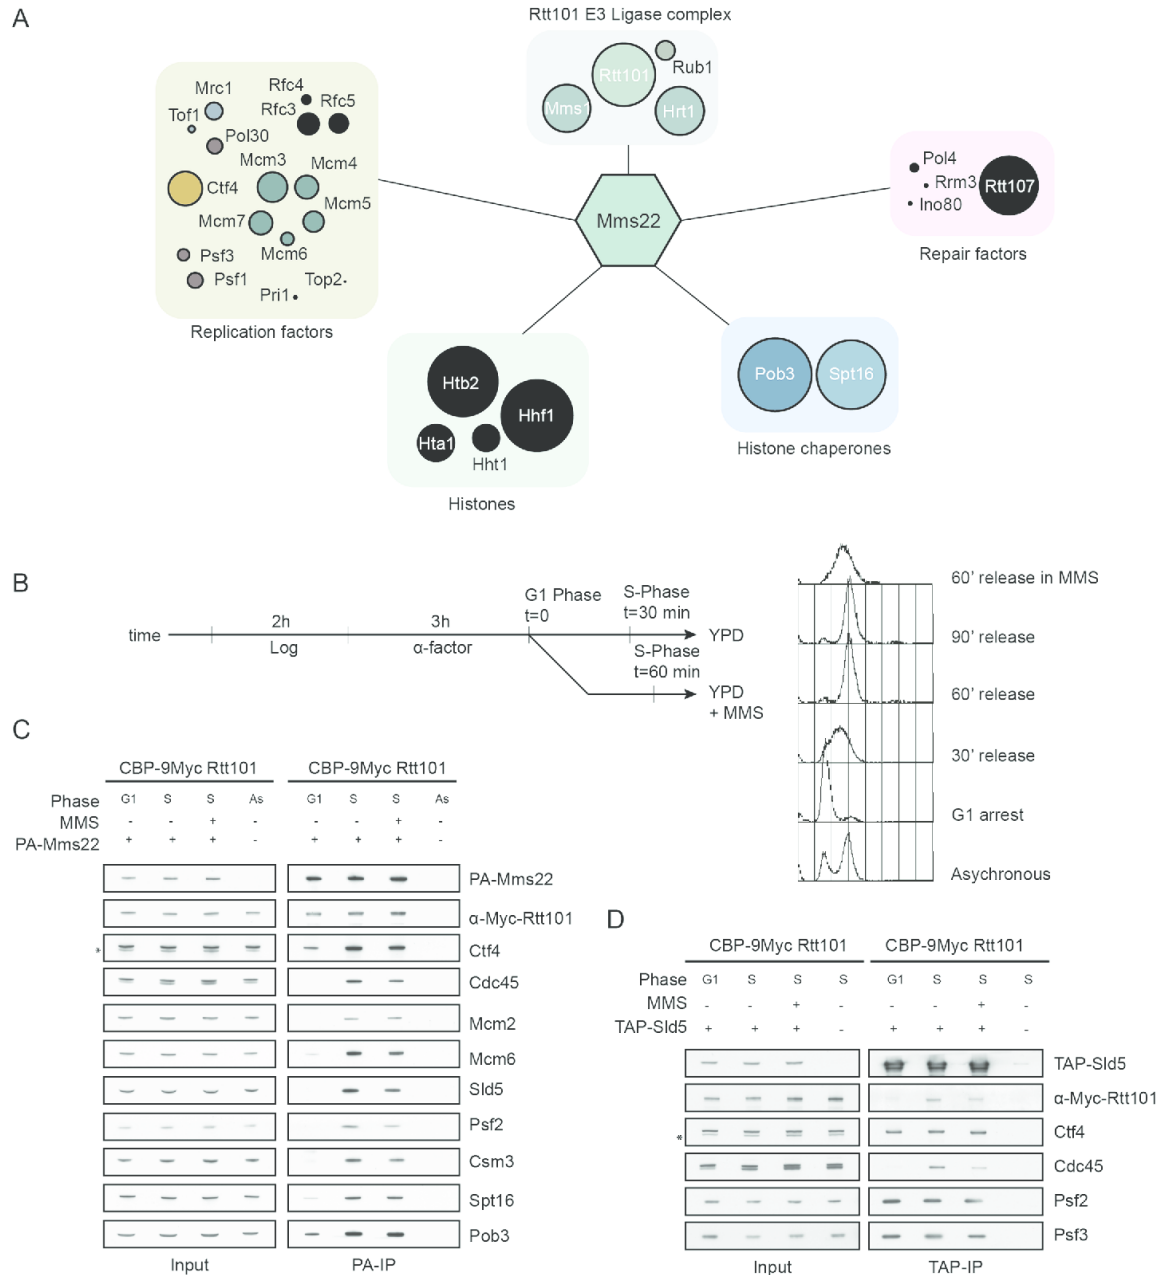 A
Rtt101 E3 Ligase complex
Rtt101
Rub1
Mms1
Hrt1
Mrc1
Rfc4
Rfc3
Rfc5
Tof1
Pol30
Mcm3
Mcm4
Ctf4
Mcm5
Mcm7
Mcm6
Psf3
Psf1
Top2
Pri1
Replication factors
Mms22
Pol4
Rrm3
Rtt107
Ino80
Repair factors
Htb2
Hhf1
Hta1
Hht1
Histones
Pob3
Spt16
Histone chaperones
B
time
2h
Log
3h
α-factor
G1 Phase
t=0
S-Phase
t=30 min
YPD
S-Phase
t=60 min
YPD
+ MMS
60’ release in MMS
90’ release
60’ release
30’ release
G1 arrest
Asychronous
C
CBP-9Myc Rtt101 CBP-9Myc Rtt101
Phase G1 S S As G1 S S As
MMS - - + - - - + -
PA-Mms22 + + + - + + + -
PA-Mms22
α-Myc-Rtt101
* Ctf4
Cdc45
Mcm2
Mcm6
Sld5
Psf2
Csm3
Spt16
Pob3
Input PA-IP
D
CBP-9Myc Rtt101 CBP-9Myc Rtt101
Phase G1 S S S G1 S S S
MMS - - + - - - + -
TAP-Sld5 + + + - + + + -
TAP-Sld5
α-Myc-Rtt101
* Ctf4
Cdc45
Psf2
Psf3
Input TAP-IP